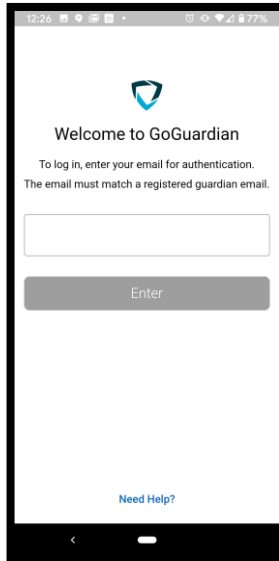 12:26 77%
Welcome to GoGuardian
To log in, enter your email for authentication.
The email must match a registered guardian email.
Enter
Need Help?